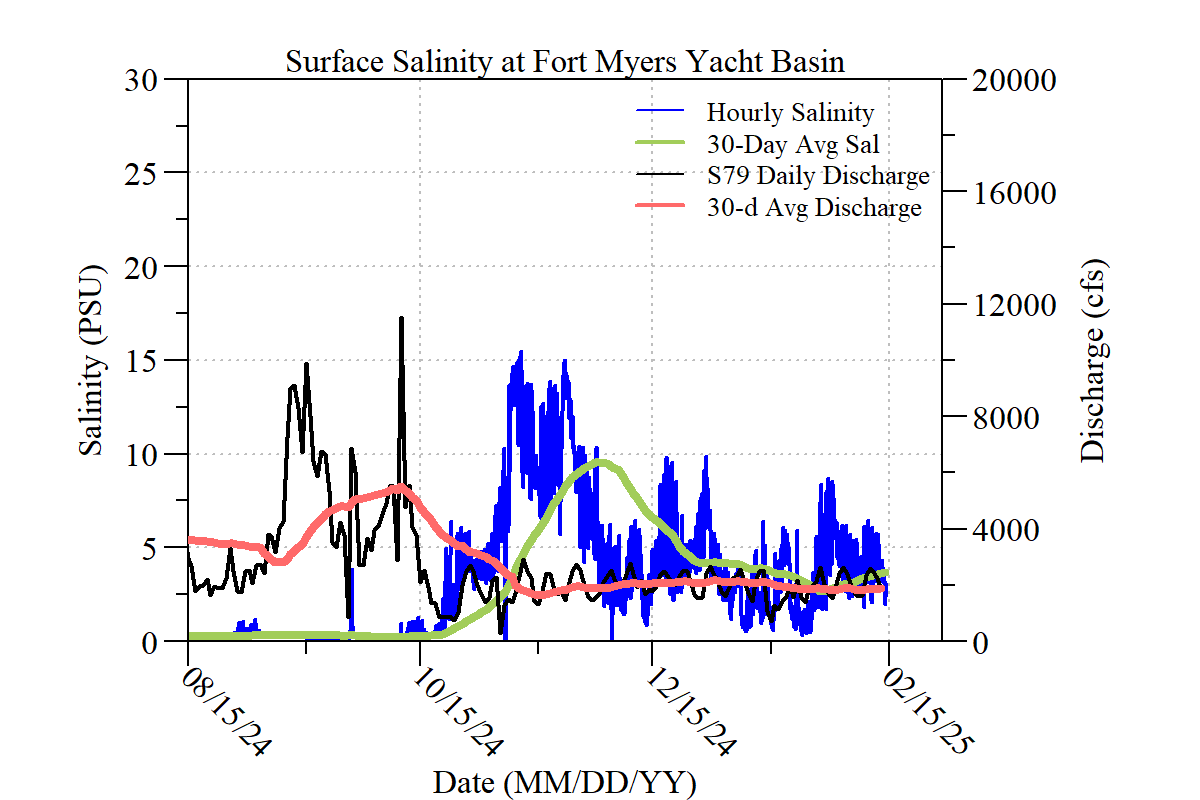 Surface Salinity at Fort Myers Yacht Basin
30
25
20
15
10
5
0
Salinity (PSU)
20000
16000
12000
8000
4000
0
Discharge (cfs)
Hourly Salinity
30-Day Avg Sal
S79 Daily Discharge
30-d Avg Discharge
08/15/24
10/15/24
12/15/24
02/15/25
Date (MM/DD/YY)